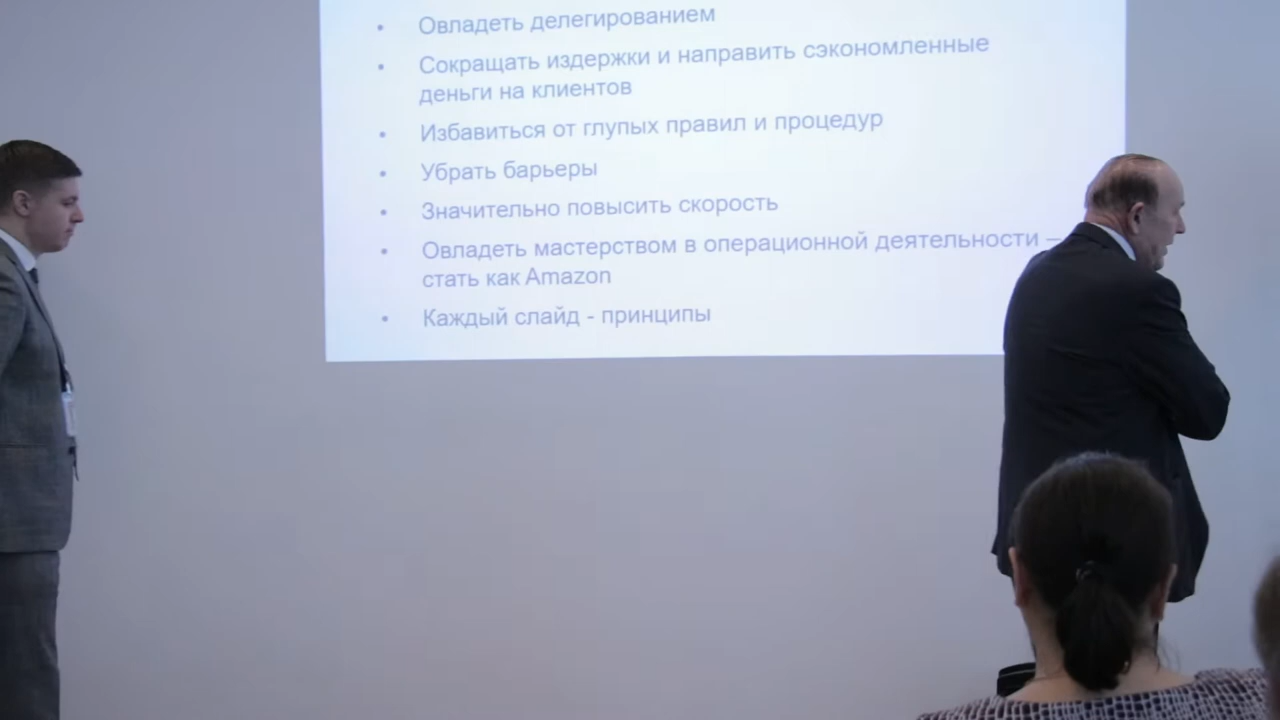 • Овладеть делегированием
• Сокращать издержки и направить сэкономленные
деньги на клиентов
• Избавиться от глупых правил и процедур
• Убрать барьеры
• Значительно повысить скорость
• Овладеть мастерством в операционной деятельности –
стать как Amazon
• Каждый слайд - принципы